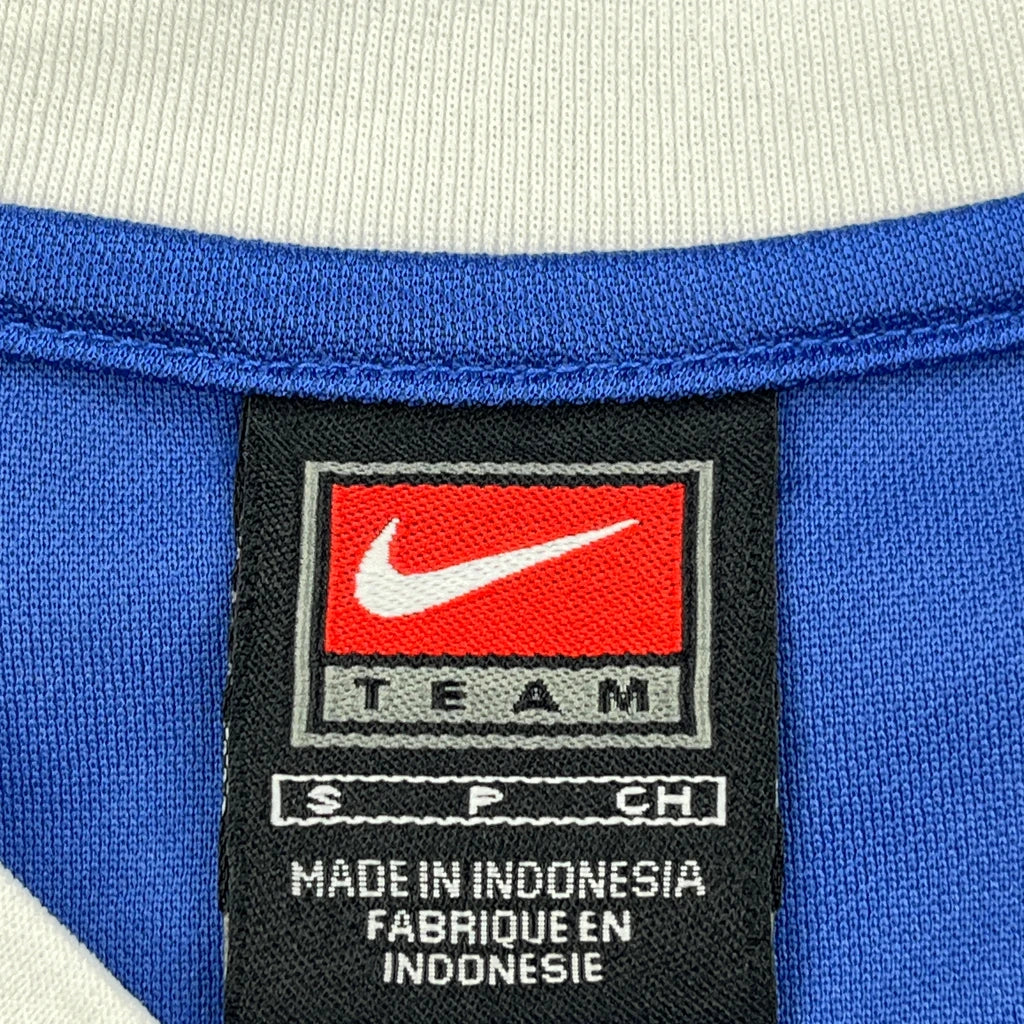 TEAM
S P CH
MADE IN INDONESIA
FABRIQUE EN
INDONESIE